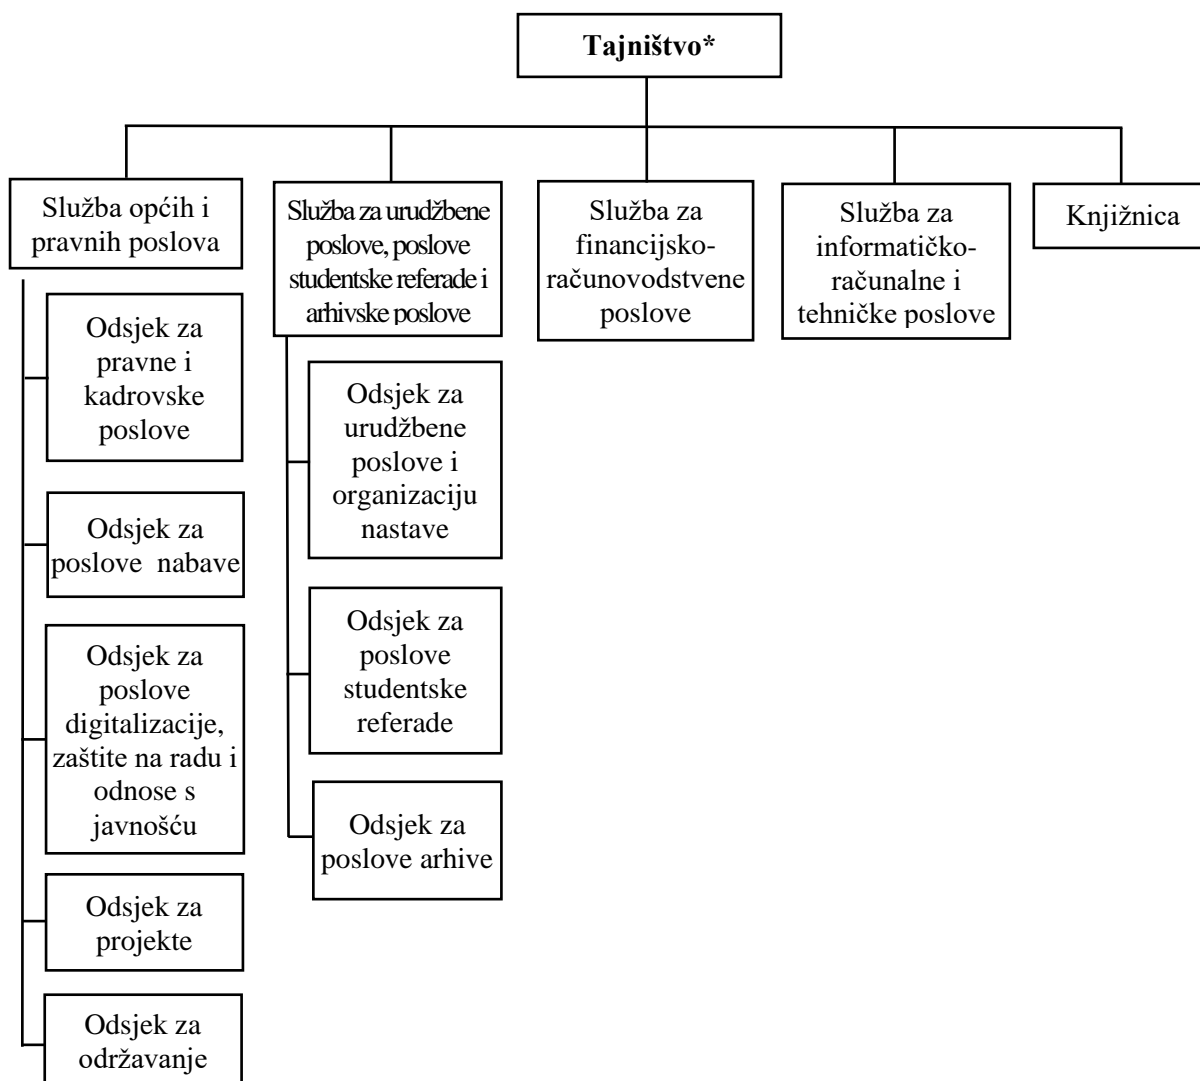 Tajništvo*
Služba općih i
pravnih poslova
Služba za urudžbene
poslove, poslove
studentske referade i
arhivske poslove
Služba za
financijsko-
računovodstvene
poslove
Služba za
informatičko-
računalne i
tehničke poslove
Knjižnica
Odsjek za
pravne i
kadrovske
poslove
Odsjek za
poslove nabave
Odsjek za
poslove
digitalizacije,
zaštite na radu i
odnose s
javnošću
Odsjek za
projekte
Odsjek za
održavanje
Odsjek za
urudžbene
poslove i
organizaciju
nastave
Odsjek za
poslove
studentske
referade
Odsjek za
poslove arhive